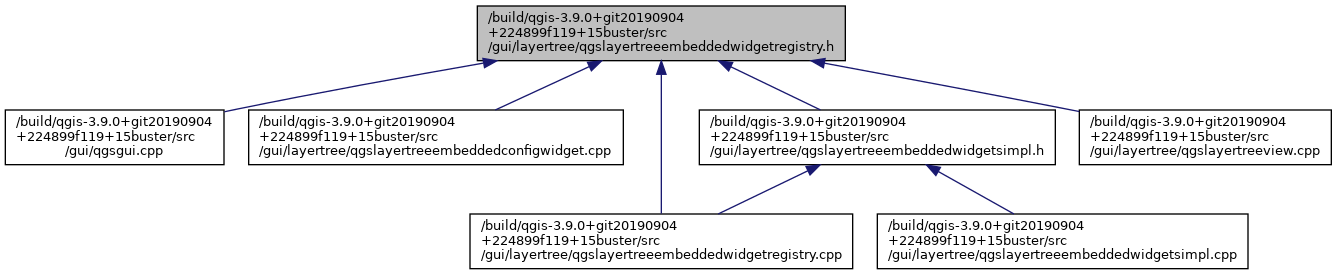 /build/qgis-3.9.0+git20190904
+224899f119+15buster/src
/gui/layertree/qgslayertreeembeddedwidgetregistry.h
/build/qgis-3.9.0+git20190904
+224899f119+15buster/src
/gui/qgsgui.cpp
/build/qgis-3.9.0+git20190904
+224899f119+15buster/src
/gui/layertree/qgslayertreeembeddedconfigwidget.cpp
/build/qgis-3.9.0+git20190904
+224899f119+15buster/src
/gui/layertree/qgslayertreeembeddedwidgetsimpl.h
/build/qgis-3.9.0+git20190904
+224899f119+15buster/src
/gui/layertree/qgslayertreeview.cpp
/build/qgis-3.9.0+git20190904
+224899f119+15buster/src
/gui/layertree/qgslayertreeembeddedwidgetregistry.cpp
/build/qgis-3.9.0+git20190904
+224899f119+15buster/src
/gui/layertree/qgslayertreeembeddedwidgetsimpl.cpp